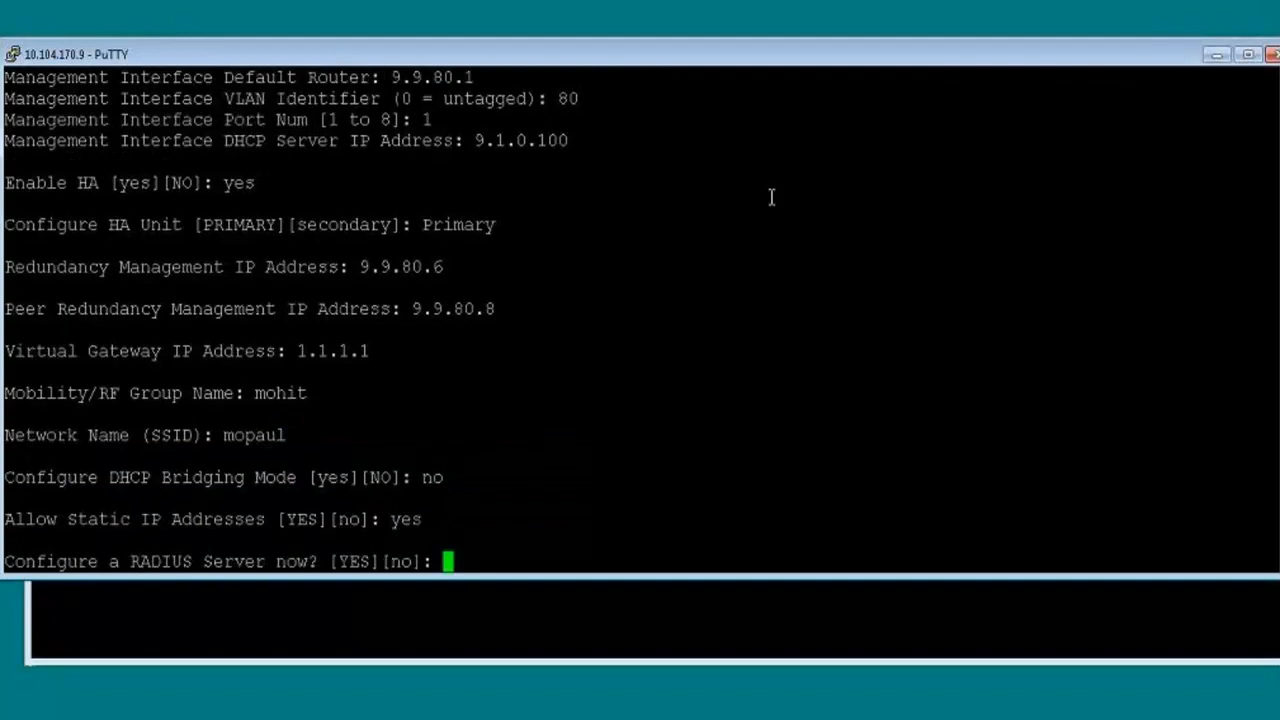 10.104.170.9 - PuTTY
Management Interface Default Router: 9.9.80.1
Management Interface VLAN Identifier (0 = untagged): 80
Management Interface Port Num [1 to 8]: 1
Management Interface DHCP Server IP Address: 9.1.0.100
Enable HA [yes][NO]: yes
Configure HA Unit [PRIMARY][secondary]: Primary
Redundancy Management IP Address: 9.9.80.6
Peer Redundancy Management IP Address: 9.9.80.8
Virtual Gateway IP Address: 1.1.1.1
Mobility/RF Group Name: mohit
Network Name (SSID): mopaul
Configure DHCP Bridging Mode [yes][NO]: no
Allow Static IP Addresses [YES][no]: yes
Configure a RADIUS Server now? [YES][no]: